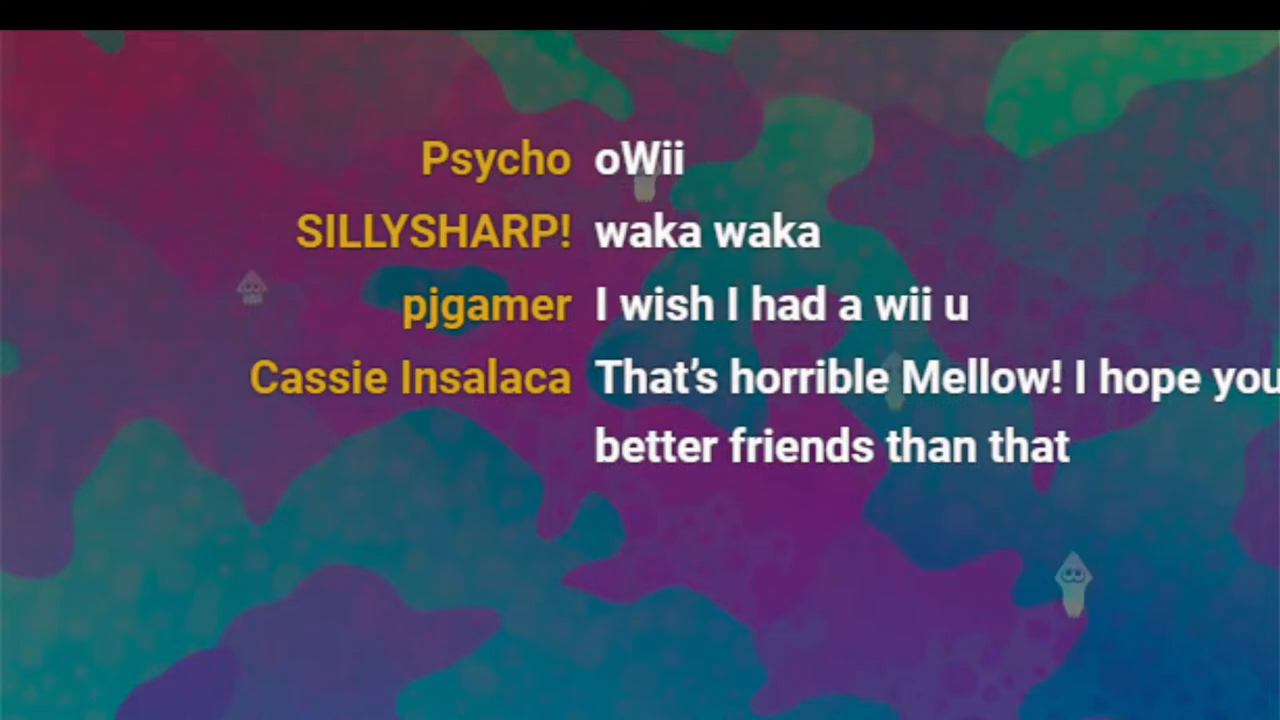 Psycho oWii
SILLYSHARP! waka waka
pjgamer I wish I had a wii u
Cassie Insalaca That's horrible Mellow! I hope you
better friends than that